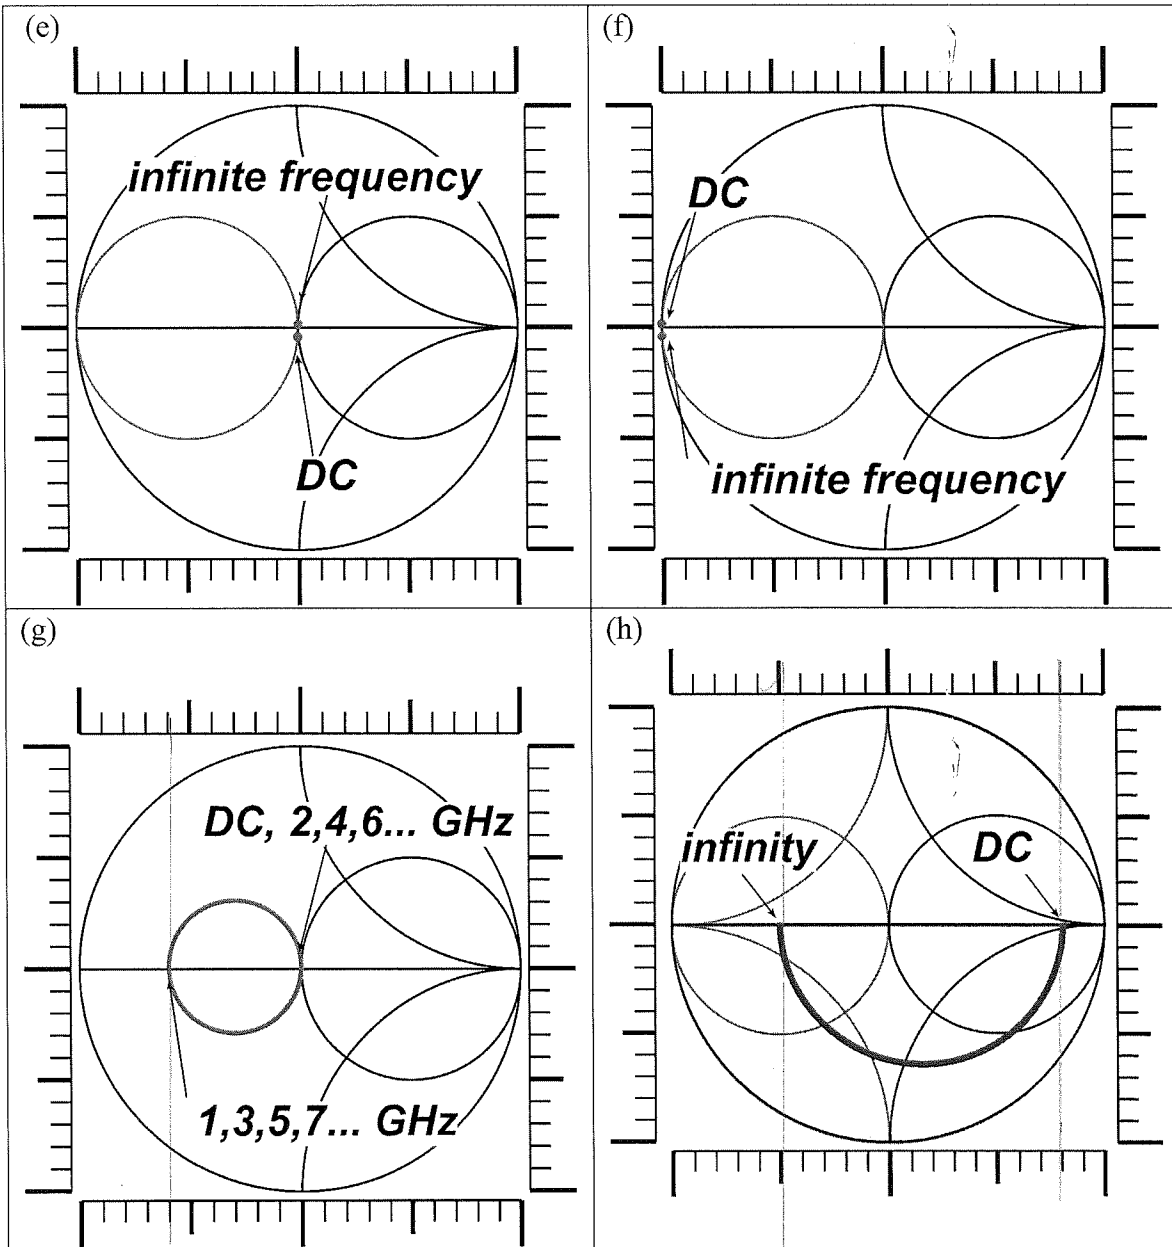 (e)
infinite frequency
DC
(f)
DC
infinite frequency
(g)
DC, 2,4,6... GHz
1,3,5,7... GHz
(h)
infinity
DC